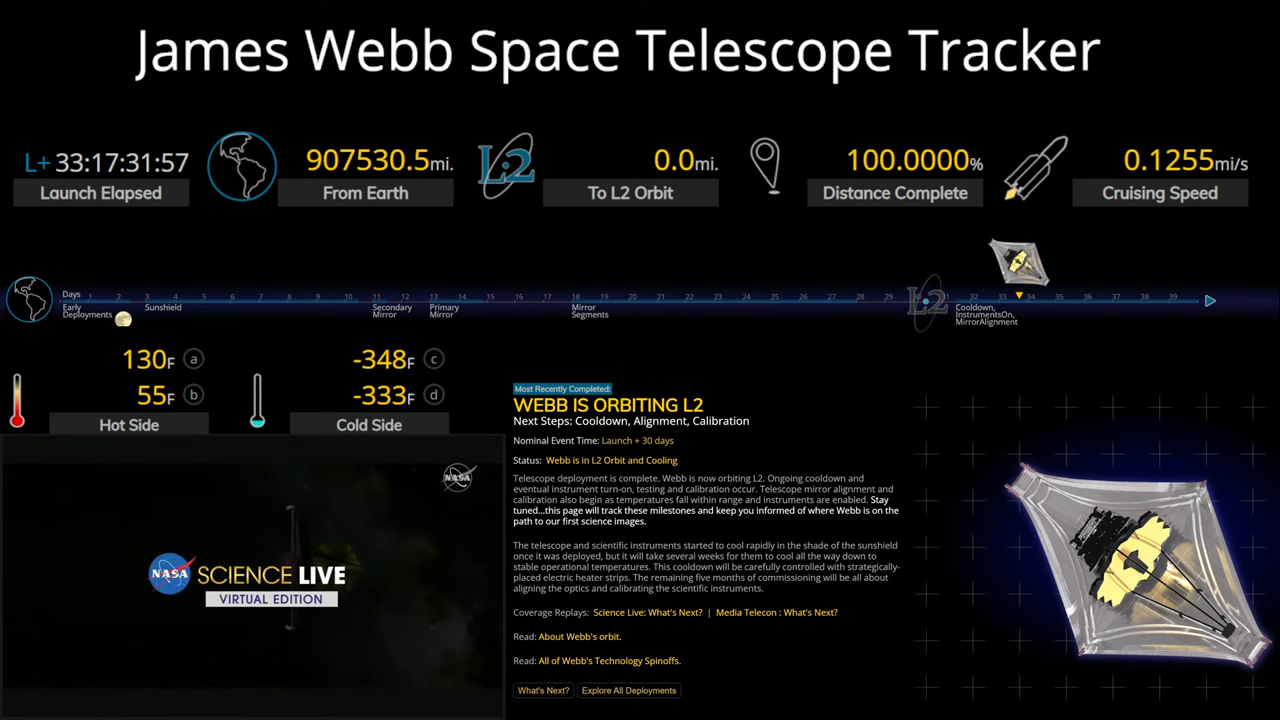 James Webb Space Telescope Tracker
L+ 33:17:31:57
Launch Elapsed
907530.5mi.
From Earth
L2
0.0mi.
To L2 Orbit
100.0000%
Distance Complete
0.1255mi/s
Cruising Speed
Days 1 2 3 4 5 6 7 8 9 10 11 12 13 14 15 16 17 18 19 20 21 22 23 24 25 26 27 28 29 30 31 32 33 34 35 36 37 38 39
L2
Early
Deployments
Sunshield
Secondary
Mirror
Primary
Mirror
Mirror
Segments
Cooldown,
InstrumentsOn,
MirrorAlignment
130F a
55F b
Hot Side
-348F c
-333F d
Cold Side
NASA
NASA SCIENCE LIVE
VIRTUAL EDITION
Most Recently Completed:
WEBB IS ORBITING L2
Next Steps: Cooldown, Alignment, Calibration
Nominal Event Time: Launch + 30 days
Status: Webb is in L2 Orbit and Cooling
Telescope deployment is complete. Webb is now orbiting L2. Ongoing cooldown and
eventual instrument turn-on, testing and calibration occur. Telescope mirror alignment and
calibration also begin as temperatures fall within range and instruments are enabled. Stay
tuned...this page will track these milestones and keep you informed of where Webb is on the
path to our first science images.
The telescope and scientific instruments started to cool rapidly in the shade of the sunshield
once it was deployed, but it will take several weeks for them to cool all the way down to
stable operational temperatures. This cooldown will be carefully controlled with strategically-
placed electric heater strips. The remaining five months of commissioning will be all about
aligning the optics and calibrating the scientific instruments.
Coverage Replays: Science Live: What's Next? | Media Telecon : What's Next?
Read: About Webb's orbit.
Read: All of Webb's Technology Spinoffs.
What's Next? Explore All Deployments